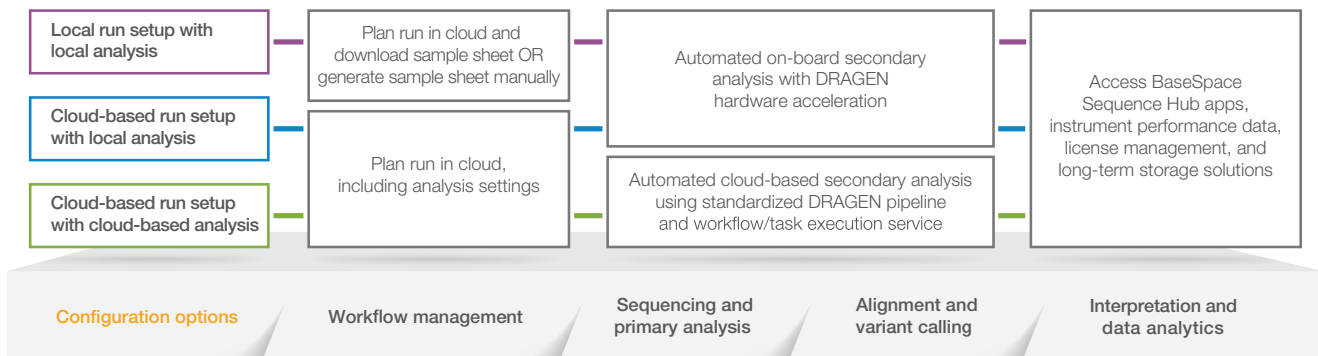 Local run setup with
local analysis
Cloud-based run setup
with local analysis
Cloud-based run setup
with cloud-based analysis
Plan run in cloud and
download sample sheet OR
generate sample sheet manually
Plan run in cloud,
including analysis settings
Automated on-board secondary
analysis with DRAGEN
hardware acceleration
Automated cloud-based secondary analysis
using standardized DRAGEN pipeline
and workflow/task execution service
Access BaseSpace
Sequence Hub apps,
instrument performance data,
license management, and
long-term storage solutions
Configuration options
Workflow management
Sequencing and
primary analysis
Alignment and
variant calling
Interpretation and
data analytics